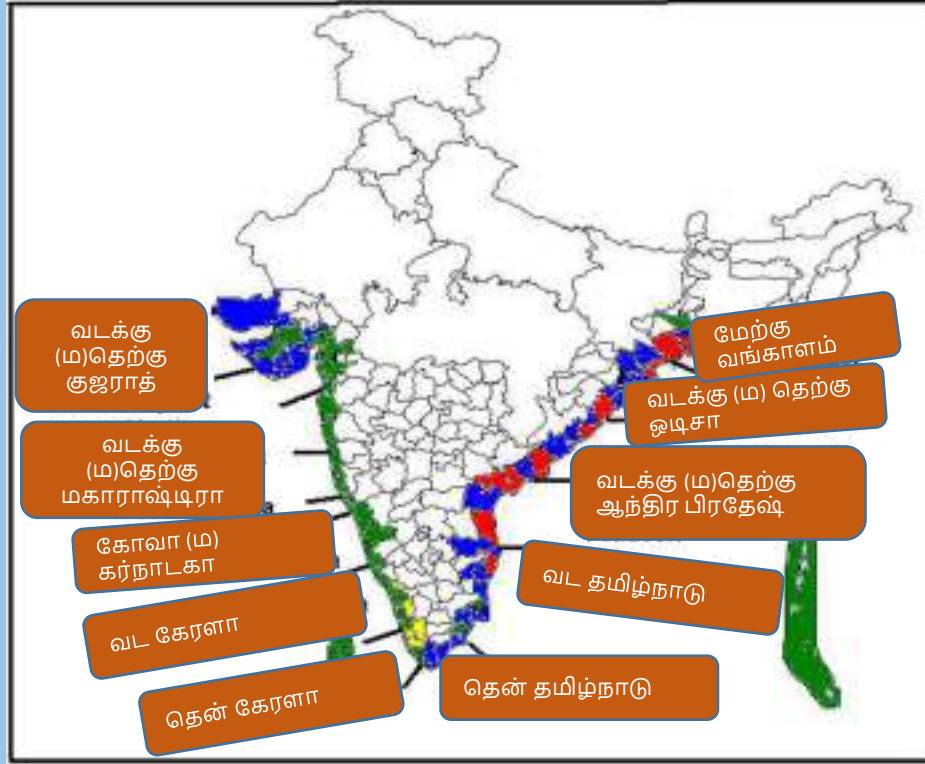 வடக்கு
(ம)தெற்கு
குஜராத்
வடக்கு
(ம)தெற்கு
மகாராஷ்டிரா
கோவா (ம)
கர்நாடகா
வட கேரளா
தென் கேரளா
மேற்கு
வங்காளம்
வடக்கு (ம) தெற்கு
ஒடிசா
வடக்கு (ம)தெற்கு
ஆந்திர பிரதேஷ்
வட தமிழ்நாடு
தென் தமிழ்நாடு